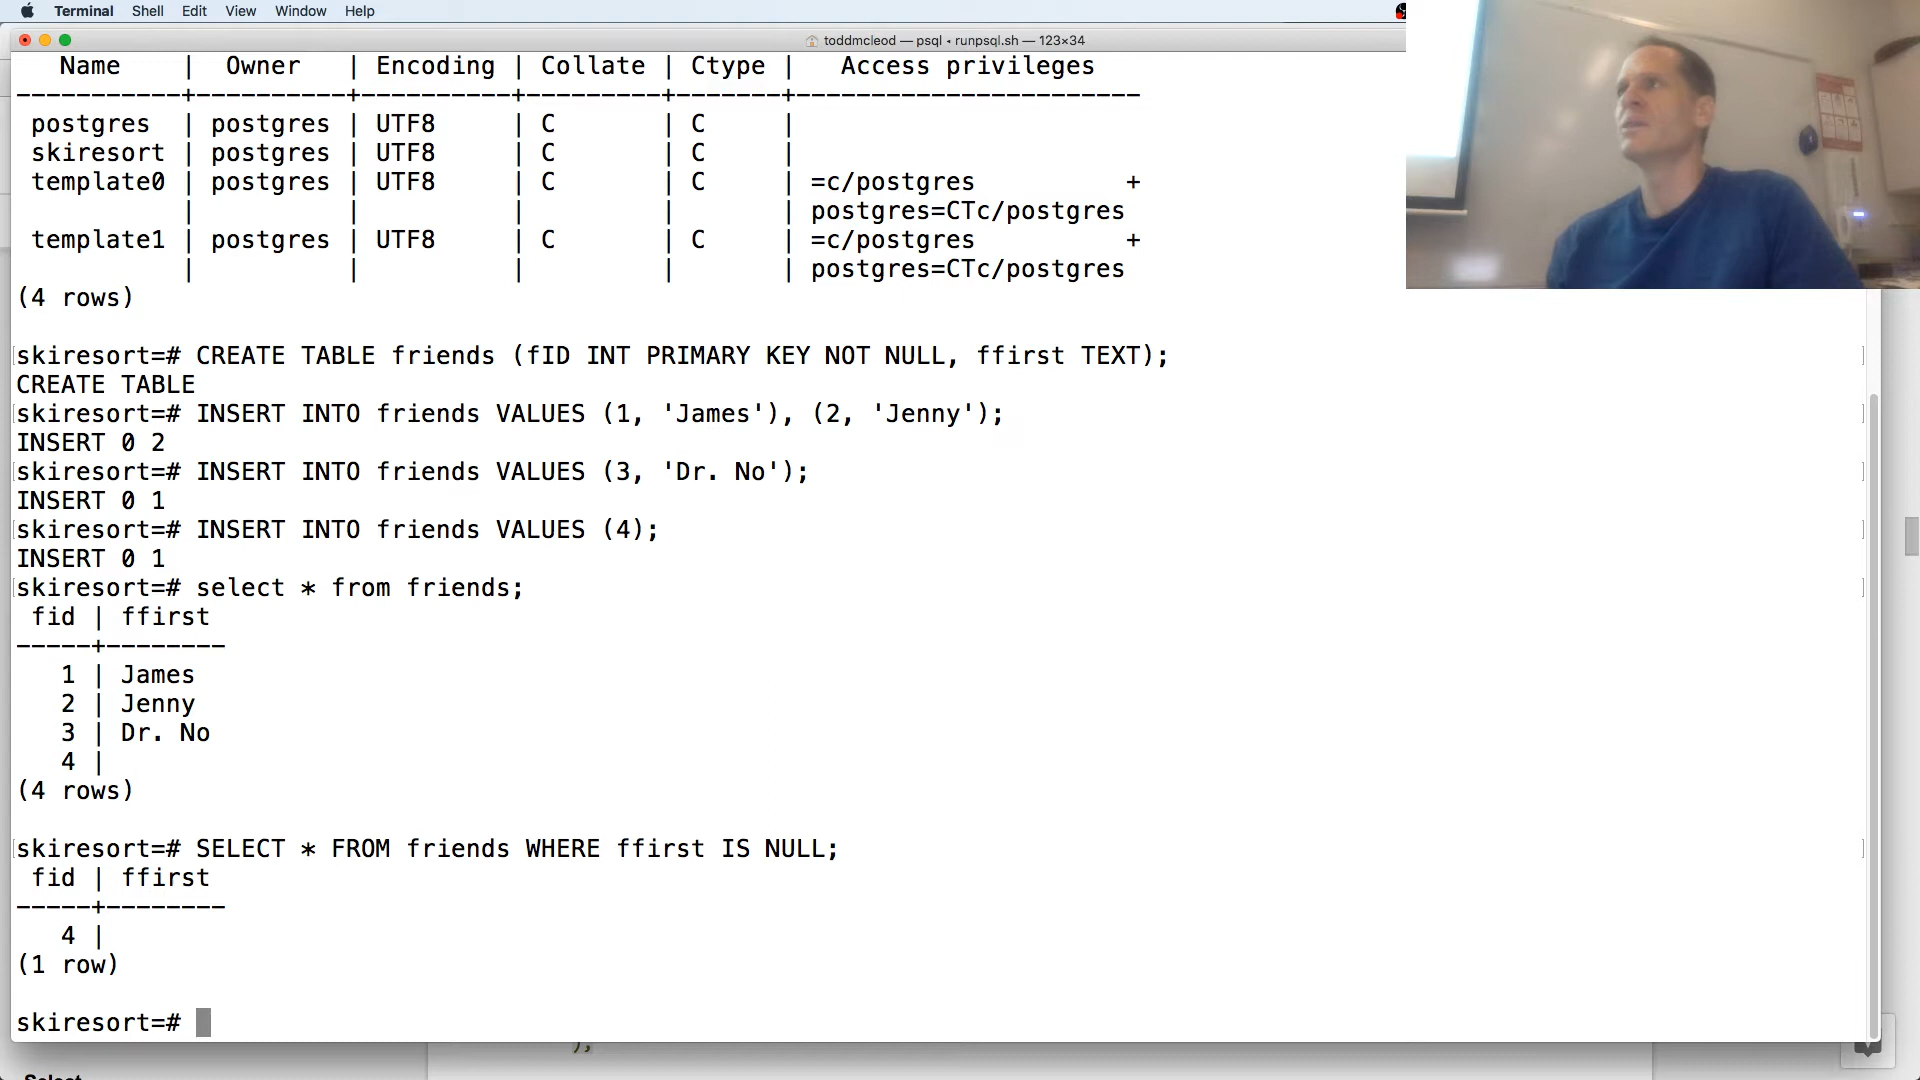 Terminal Shell Edit View Window Help
toddmcleod — psql • runpsql.sh — 123×34
Name | Owner | Encoding | Collate | Ctype | Access privileges
-----------+----------+----------+---------+-------+-----------------------
postgres | postgres | UTF8 | C | C |
skiresort | postgres | UTF8 | C | C |
template0 | postgres | UTF8 | C | C | =c/postgres +
| | | | | postgres=CTc/postgres
template1 | postgres | UTF8 | C | C | =c/postgres +
| | | | | postgres=CTc/postgres
(4 rows)
skiresort=# CREATE TABLE friends (fID INT PRIMARY KEY NOT NULL, ffirst TEXT);
CREATE TABLE
skiresort=# INSERT INTO friends VALUES (1, 'James'), (2, 'Jenny');
INSERT 0 2
skiresort=# INSERT INTO friends VALUES (3, 'Dr. No');
INSERT 0 1
skiresort=# INSERT INTO friends VALUES (4);
INSERT 0 1
skiresort=# select * from friends;
fid | ffirst
-----+--------
1 | James
2 | Jenny
3 | Dr. No
4 |
(4 rows)
skiresort=# SELECT * FROM friends WHERE ffirst IS NULL;
fid | ffirst
-----+--------
4 |
(1 row)
skiresort=#
);
Select